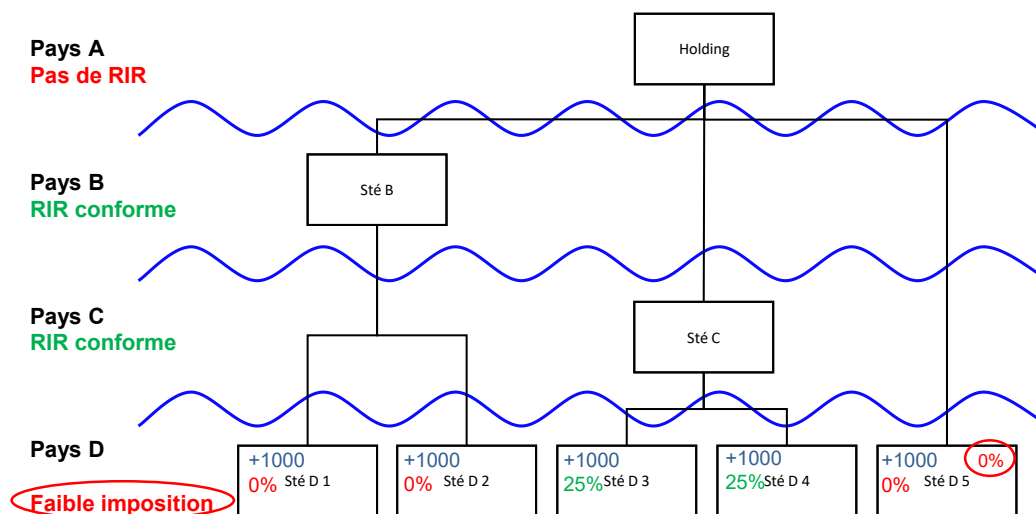 Pays A
Pas de RIR
Holding
Pays B
RIR conforme
Sté B
Pays C
RIR conforme
Sté C
Pays D
Faible imposition
+1000
0% Sté D 1
+1000
0% Sté D 2
+1000
25% Sté D 3
+1000
25% Sté D 4
+1000 0%
0% Sté D 5